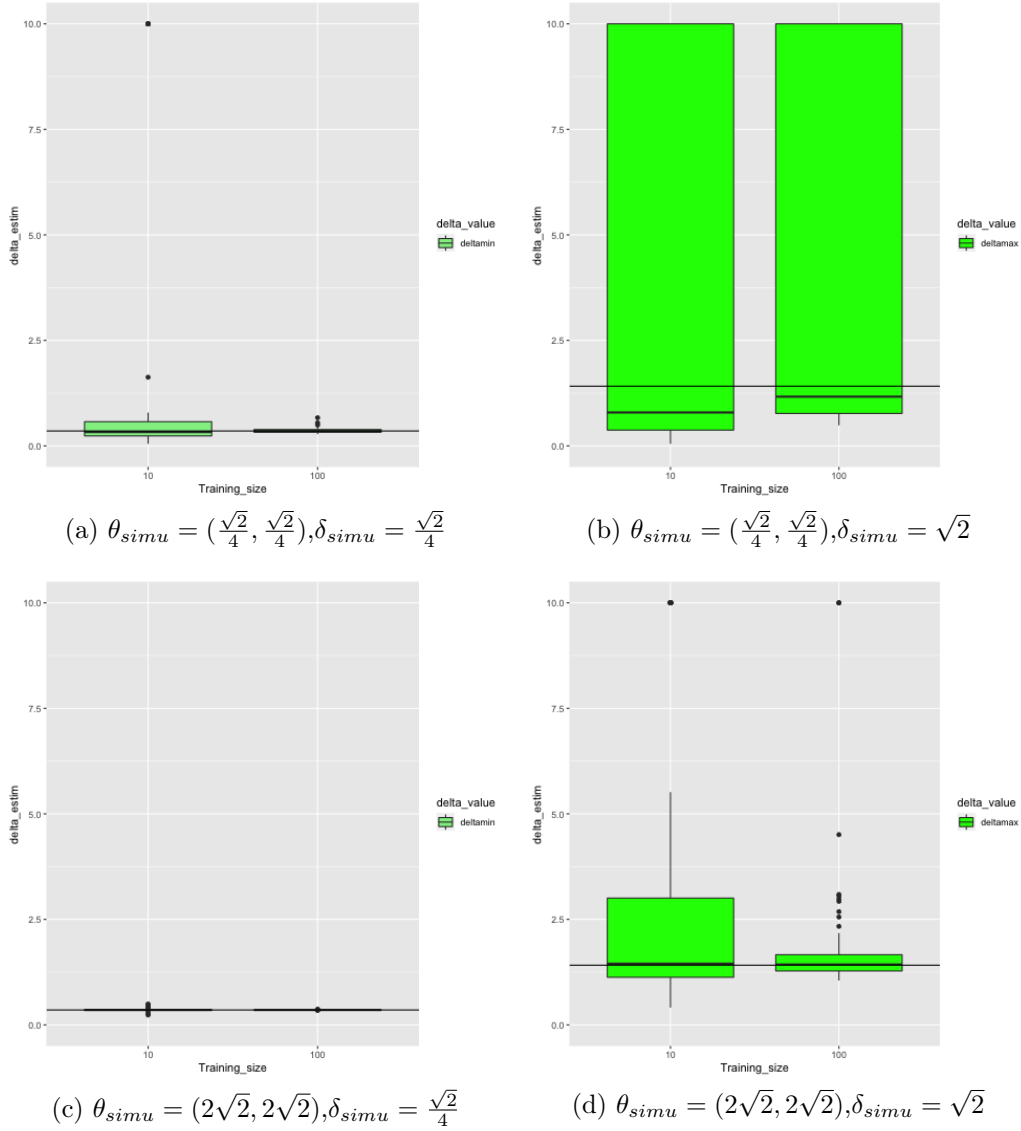 10.0
7.5
5.0
2.5
0.0
delta_estim
10
100
Training_size
delta_value
deltamin
(a) θ_simu = (√2/4, √2/4),δ_simu = √2/4
10.0
7.5
5.0
2.5
0.0
delta_estim
10
100
Training_size
delta_value
deltamax
(b) θ_simu = (√2/4, √2/4),δ_simu = √2
10.0
7.5
5.0
2.5
0.0
delta_estim
10
100
Training_size
delta_value
deltamin
(c) θ_simu = (2√2, 2√2),δ_simu = √2/4
10.0
7.5
5.0
2.5
0.0
delta_estim
10
100
Training_size
delta_value
deltamax
(d) θ_simu = (2√2, 2√2),δ_simu = √2